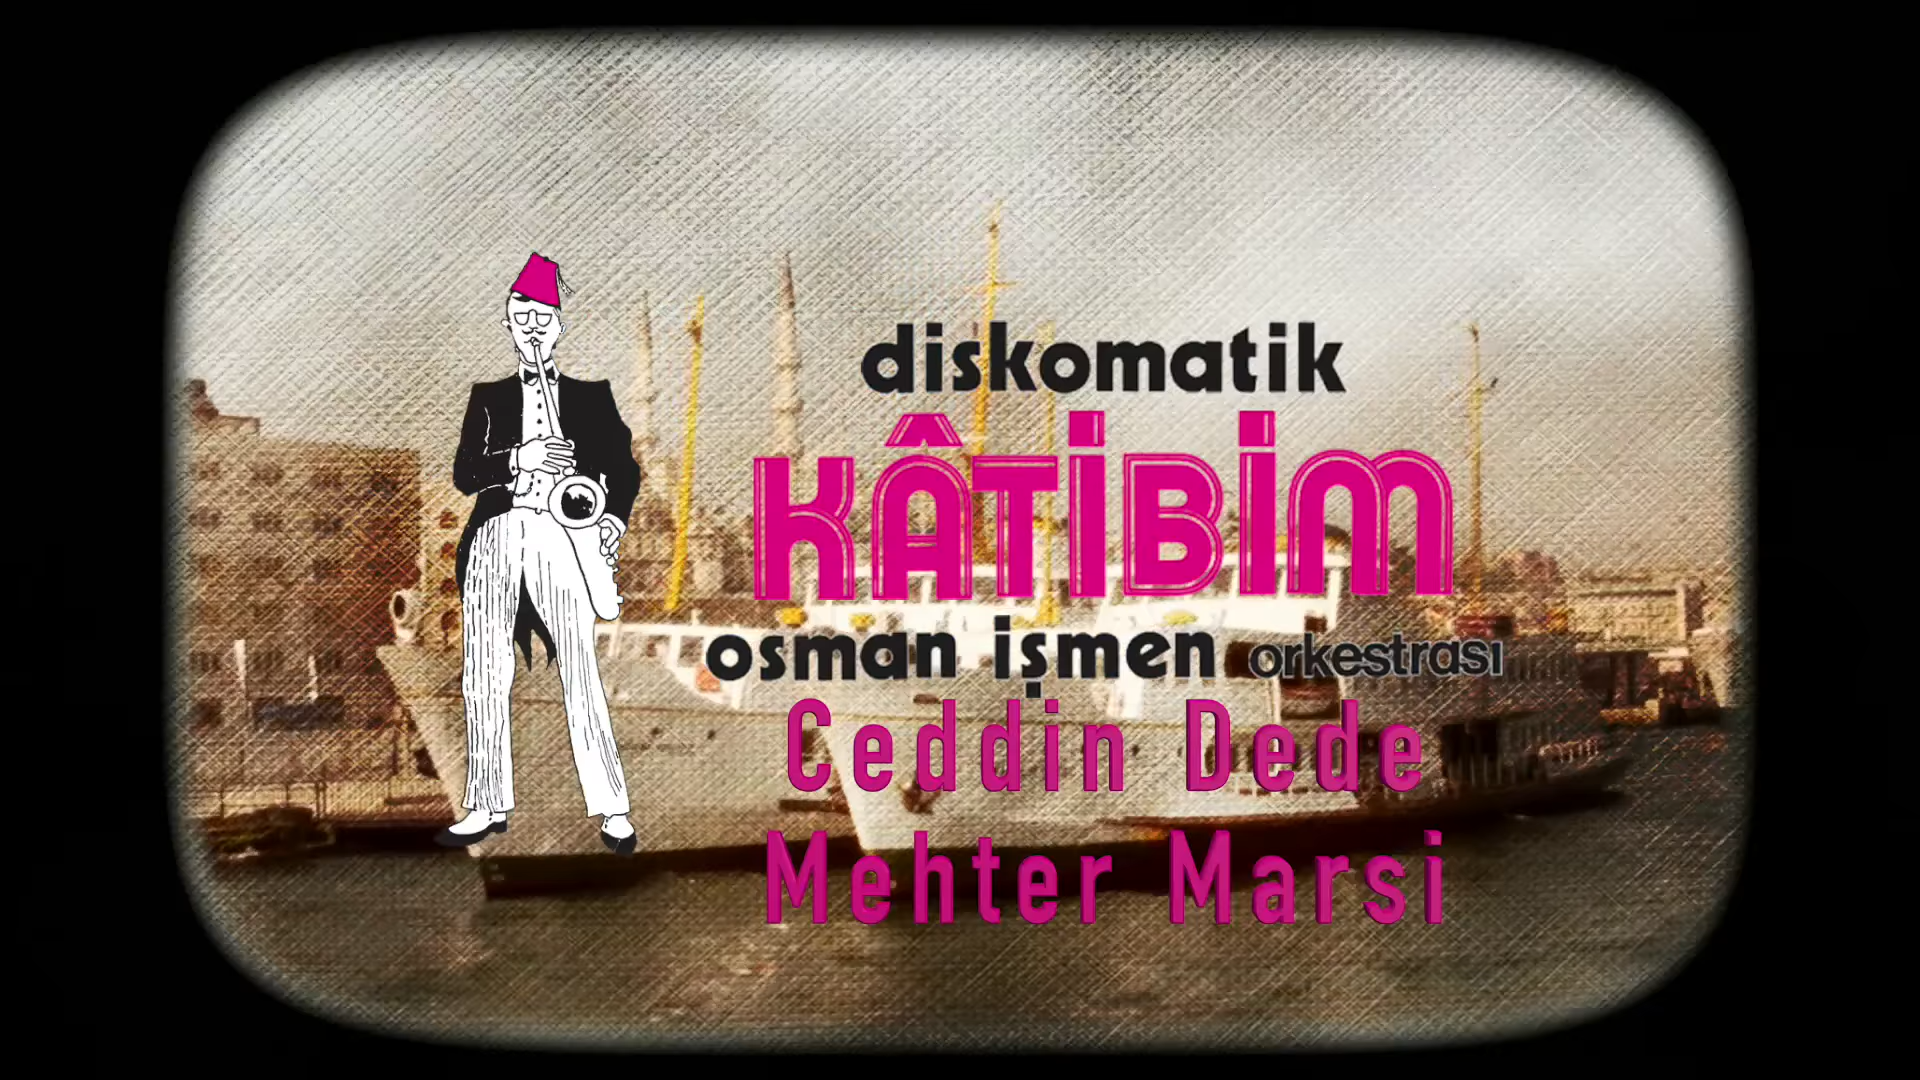 diskomatik
KÂTİBİM
osman işmen orkestrası
Ceddin Dede
Mehter Marsi